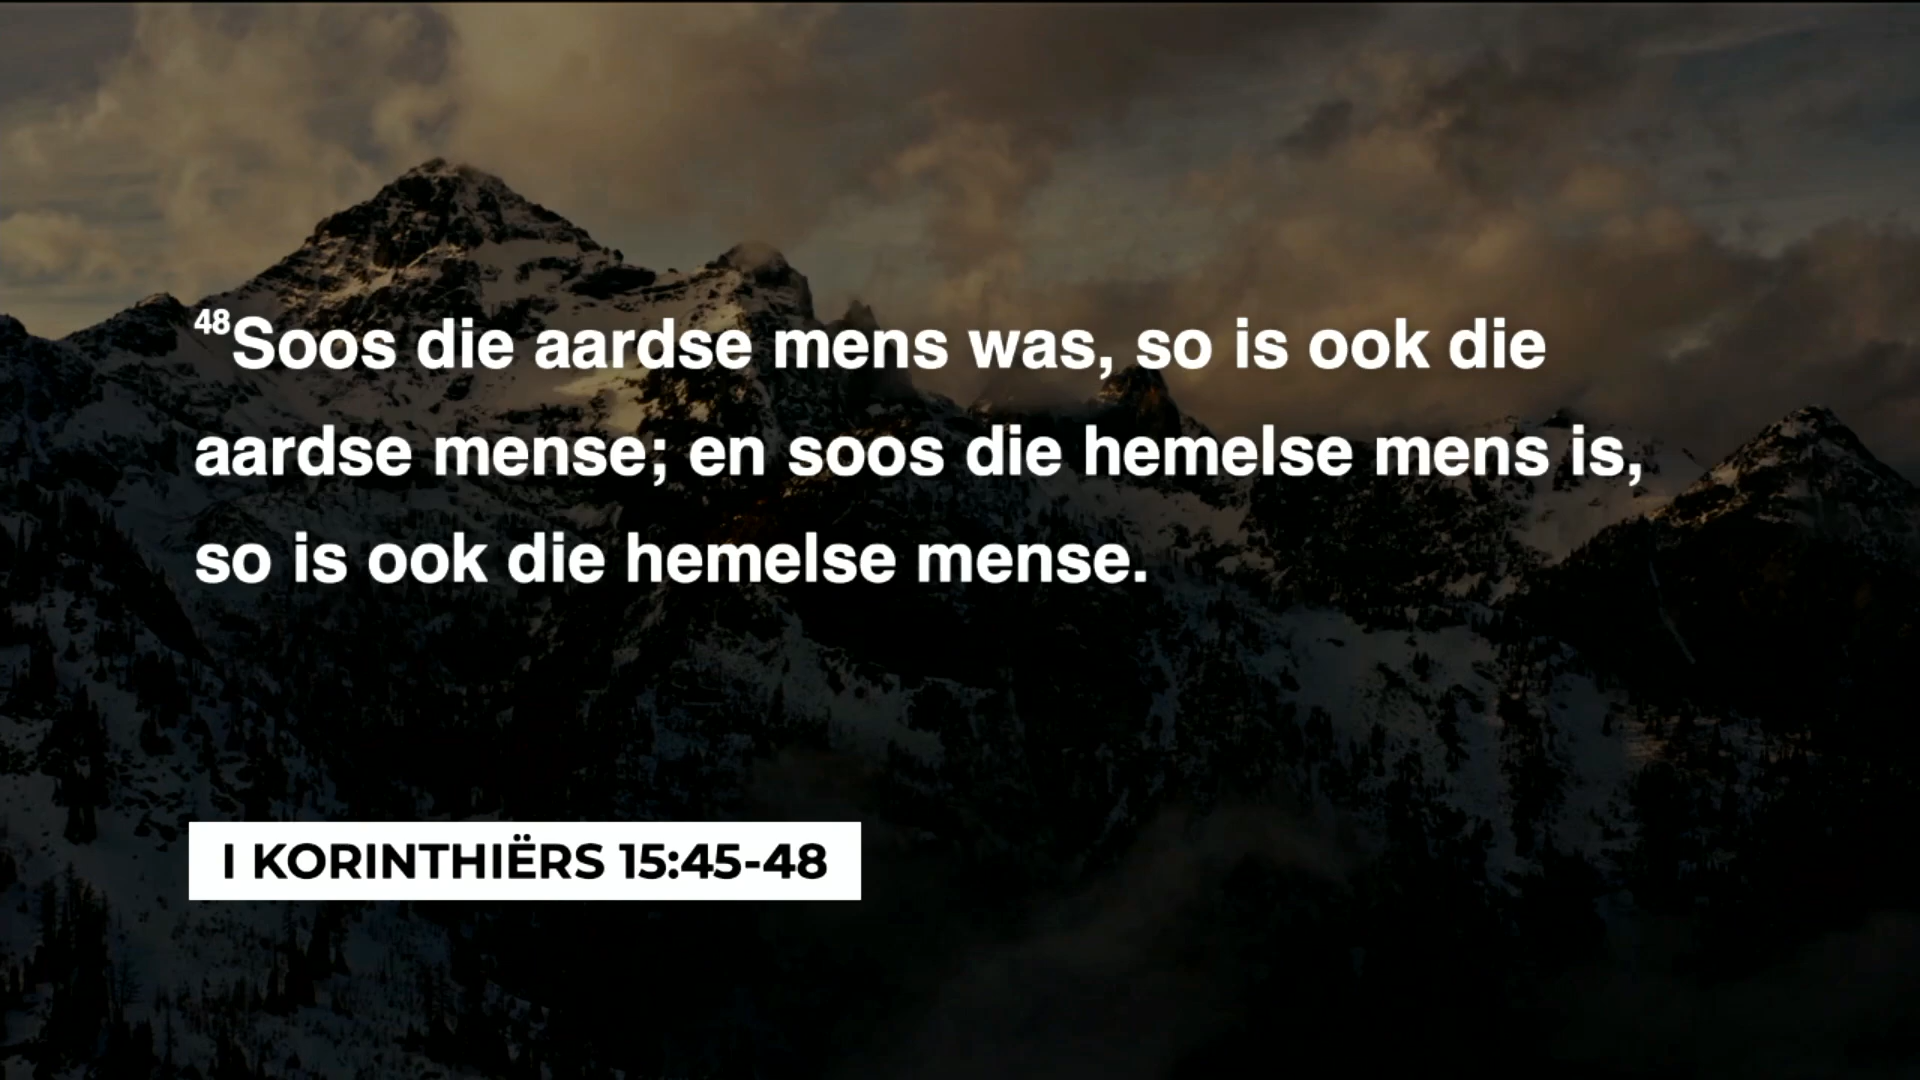 48Soos die aardse mens was, so is ook die
aardse mense; en soos die hemelse mens is,
so is ook die hemelse mense.
I KORINTHIËRS 15:45-48